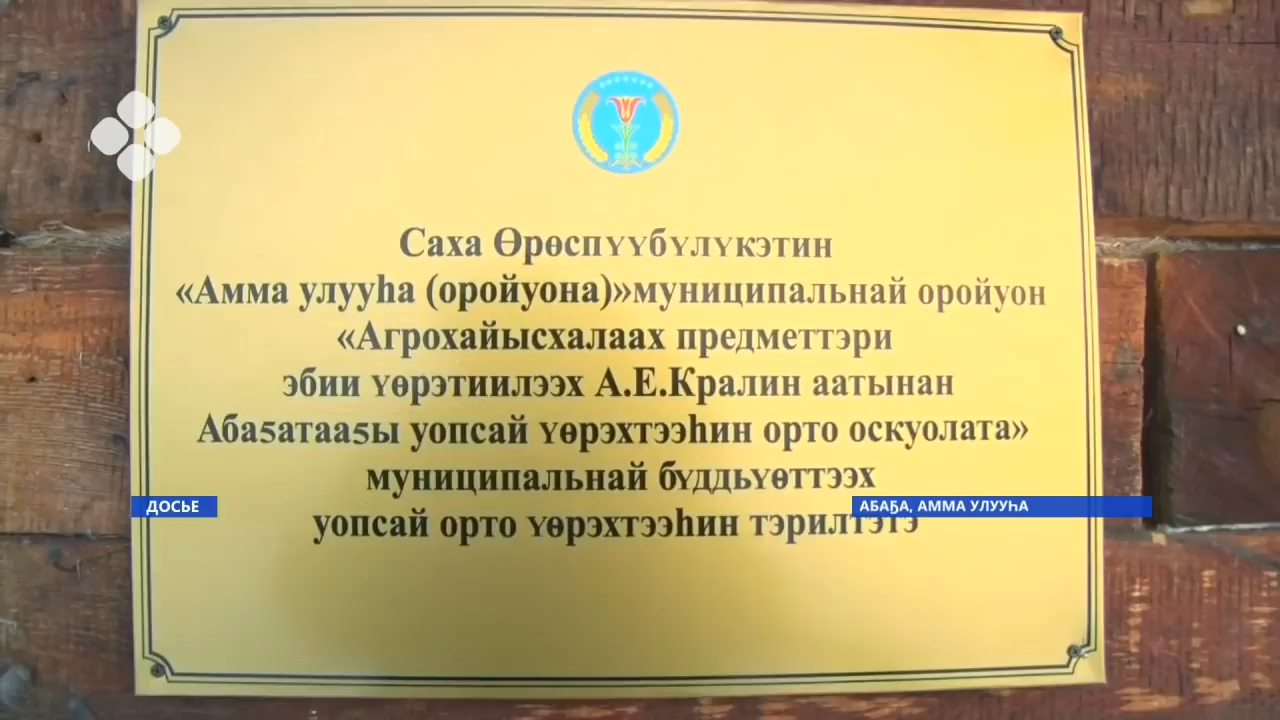 Саха Өрөспүүбүлүкэтин
«Амма улууһа (оройуона)»муниципальнай оройуон
«Агрохайысхалаах предметтэри
эбии үөрэтиилээх А.Е.Кралин аатынан
Аба5атаа5ы уопсай үөрэхтээһин орто оскуолата»
муниципальнай бүддьүөттээх
уопсай орто үөрэхтээһин тэрилтэтэ
ДОСЬЕ
АБАҔА, АММА УЛУУҺА